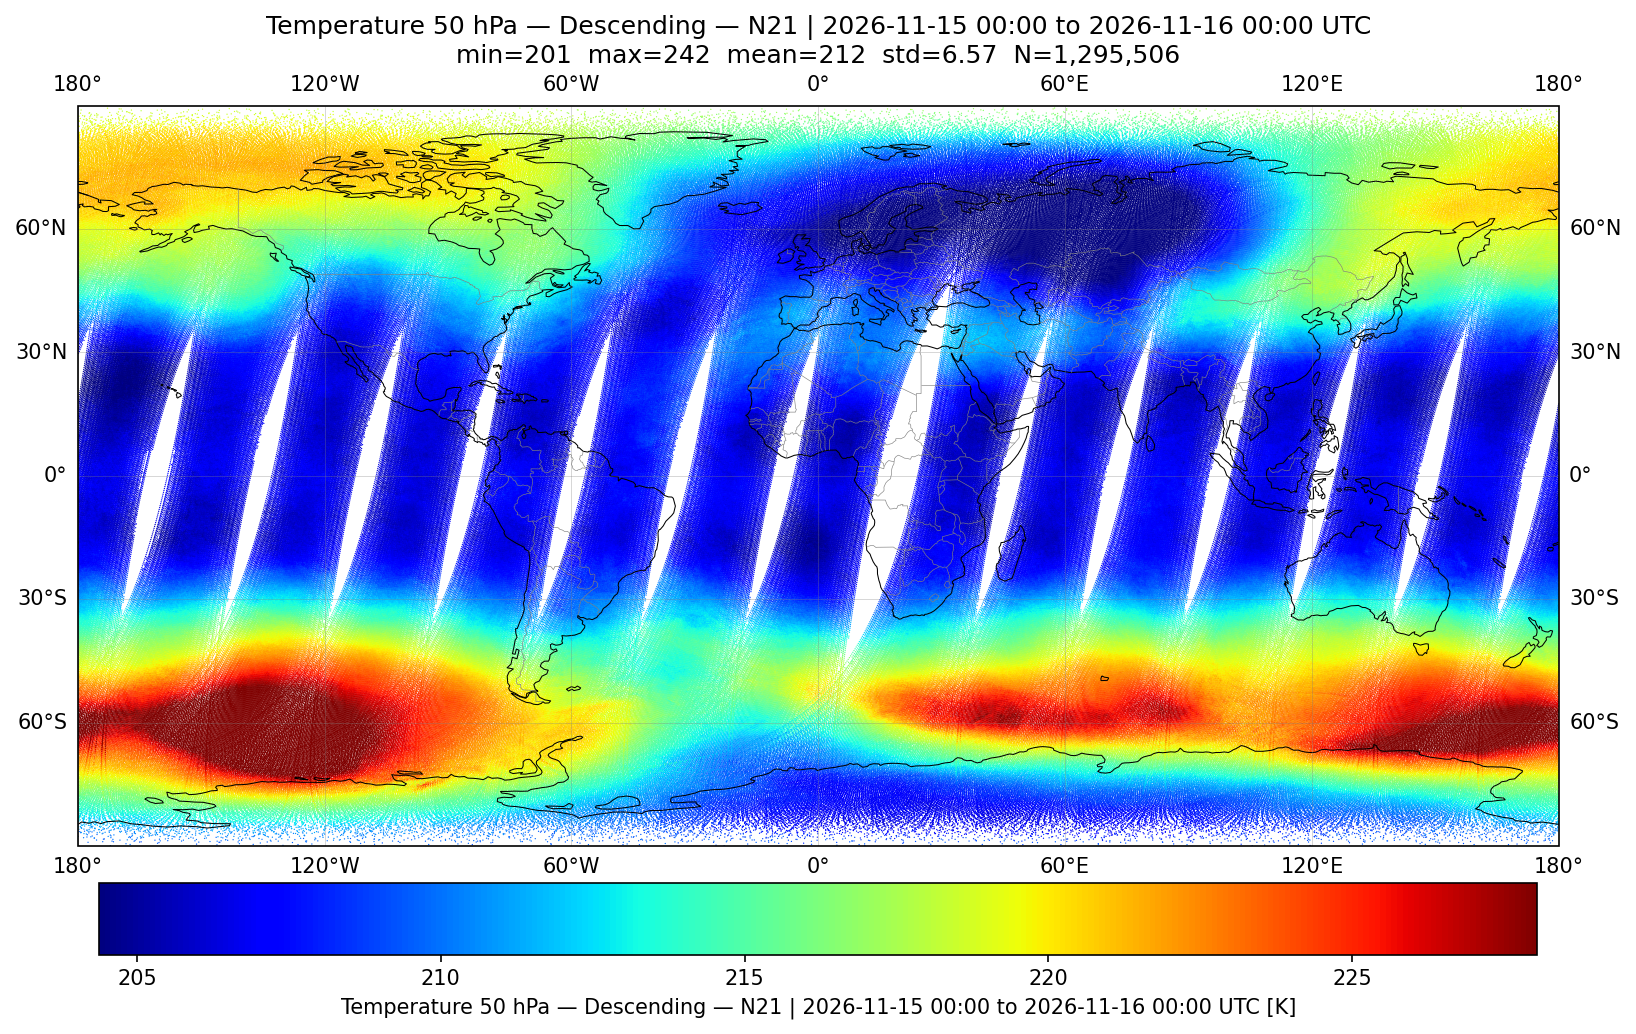 Temperature 50 hPa — Descending — N21 | 2026-11-15 00:00 to 2026-11-16 00:00 UTC
min=201 max=242 mean=212 std=6.57 N=1,295,506
180° 120°W 60°W 0° 60°E 120°E 180°
60°N 60°N
30°N 30°N
0° 0°
30°S 30°S
60°S 60°S
180° 120°W 60°W 0° 60°E 120°E 180°
205 210 215 220 225
Temperature 50 hPa — Descending — N21 | 2026-11-15 00:00 to 2026-11-16 00:00 UTC [K]